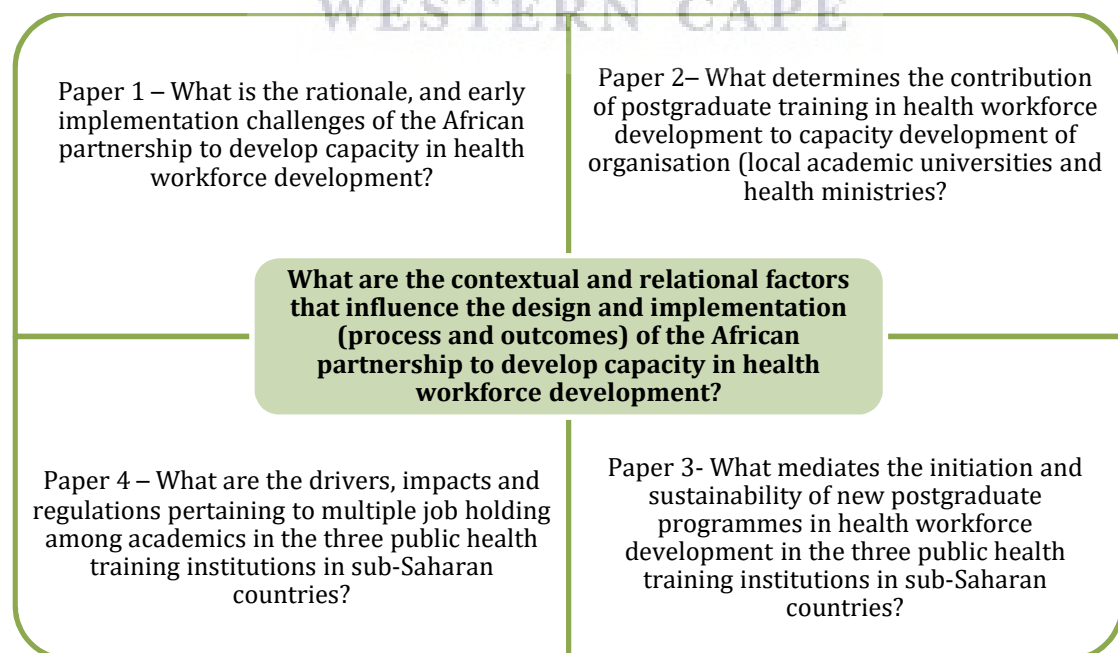 WESTERN CAPE
Paper 1 – What is the rationale, and early
implementation challenges of the African
partnership to develop capacity in health
workforce development?
Paper 2– What determines the contribution
of postgraduate training in health workforce
development to capacity development of
organisation (local academic universities and
health ministries?
What are the contextual and relational factors
that influence the design and implementation
(process and outcomes) of the African
partnership to develop capacity in health
workforce development?
Paper 4 – What are the drivers, impacts and
regulations pertaining to multiple job holding
among academics in the three public health
training institutions in sub-Saharan
countries?
Paper 3- What mediates the initiation and
sustainability of new postgraduate
programmes in health workforce
development in the three public health
training institutions in sub-Saharan
countries?